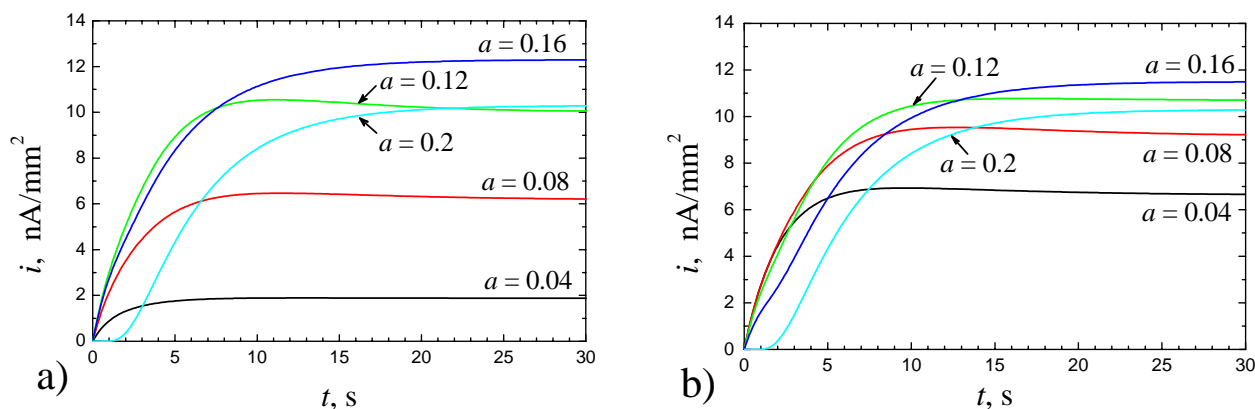 14
12
10
8
6
4
2
0
i, nA/mm²
a = 0.16
a = 0.12
a = 0.2
a = 0.08
a = 0.04
0 5 10 15 20 25 30
t, s
a)
14
12
10
8
6
4
2
0
i, nA/mm²
a = 0.12
a = 0.16
a = 0.2
a = 0.08
a = 0.04
0 5 10 15 20 25 30
t, s
b)